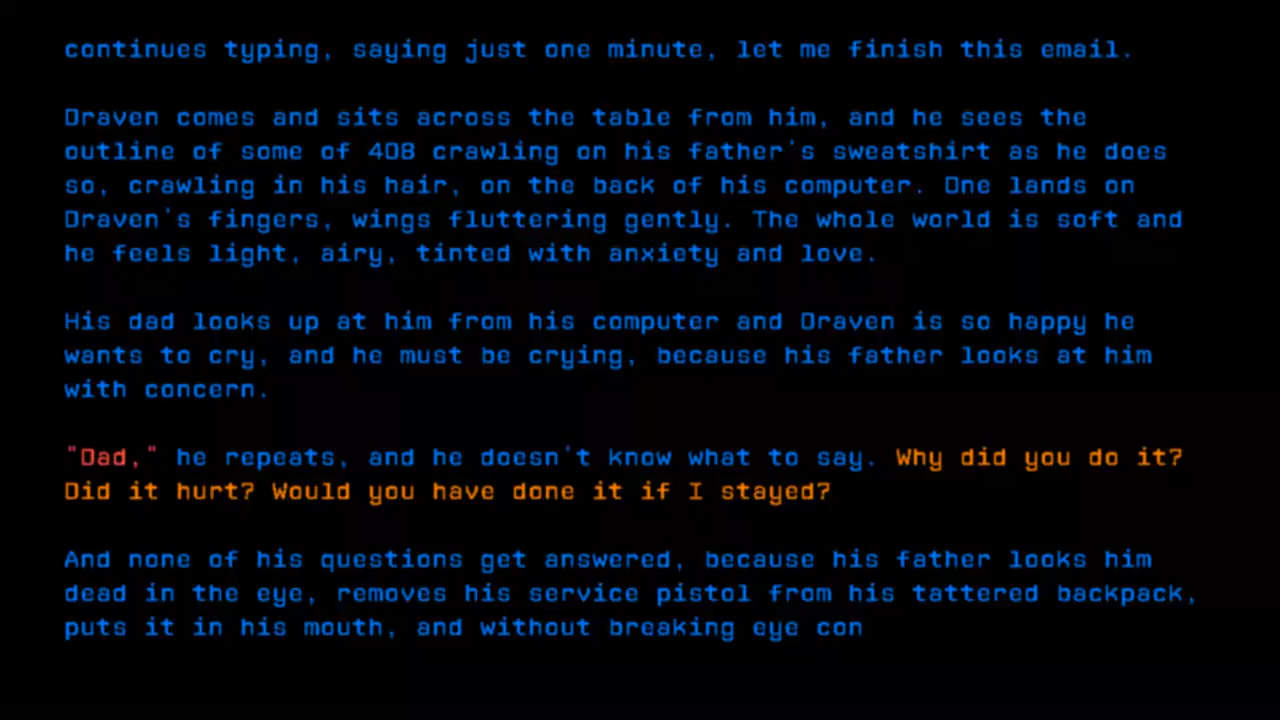 continues typing, saying just one minute, let me finish this email.
Draven comes and sits across the table from him, and he sees the
outline of some of 408 crawling on his father's sweatshirt as he does
so, crawling in his hair, on the back of his computer. One lands on
Draven's fingers, wings fluttering gently. The whole world is soft and
he feels light, airy, tinted with anxiety and love.
His dad looks up at him from his computer and Draven is so happy he
wants to cry, and he must be crying, because his father looks at him
with concern.
"Dad," he repeats, and he doesn't know what to say. Why did you do it?
Did it hurt? Would you have done it if I stayed?
And none of his questions get answered, because his father looks him
dead in the eye, removes his service pistol from his tattered backpack,
puts it in his mouth, and without breaking eye con